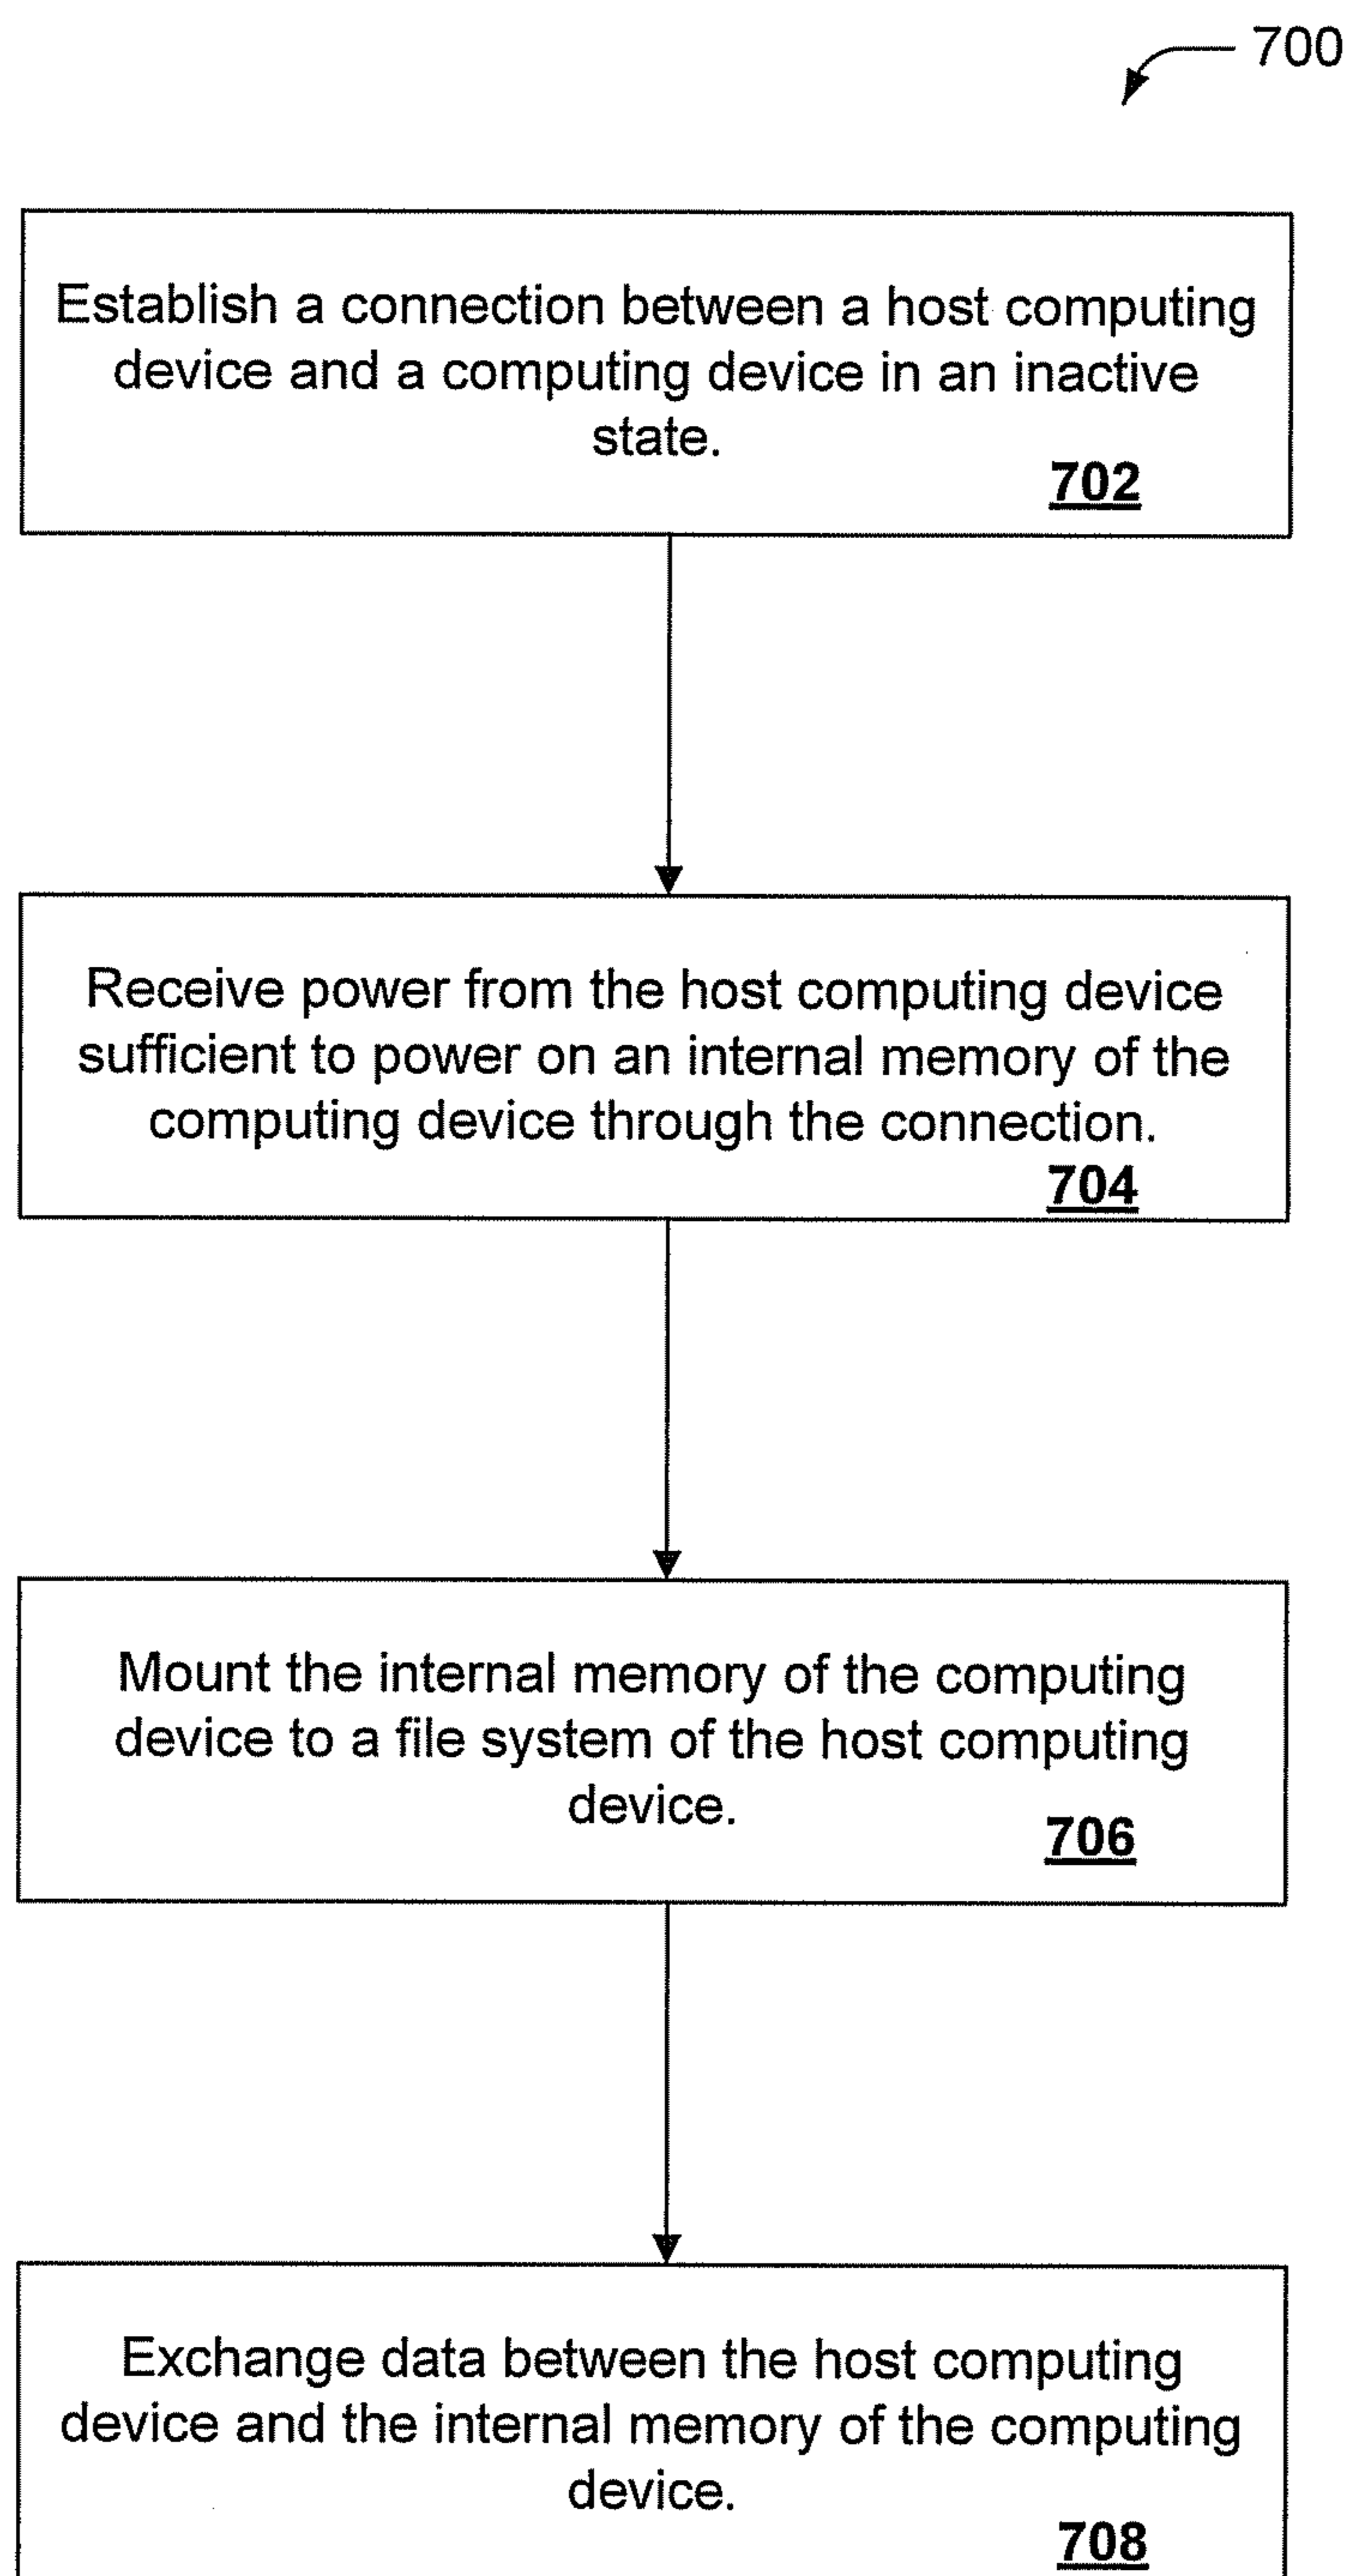 700
Establish a connection between a host computing
device and a computing device in an inactive
state.
702
Receive power from the host computing device
sufficient to power on an internal memory of the
computing device through the connection.
704
Mount the internal memory of the computing
device to a file system of the host computing
device.
706
Exchange data between the host computing
device and the internal memory of the computing
device.
708